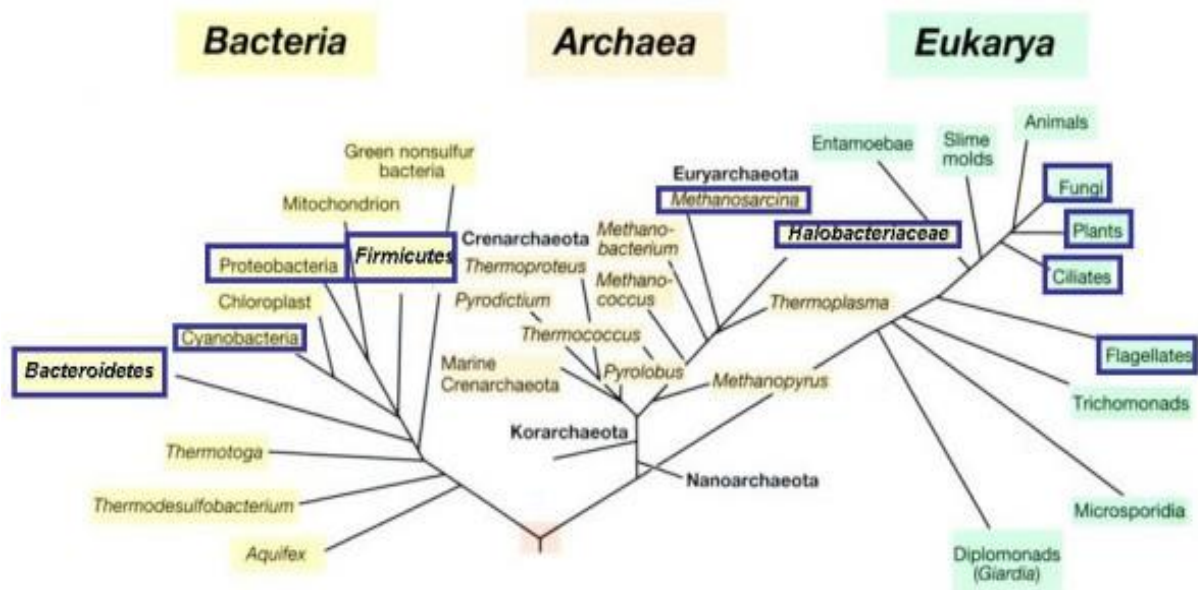 Bacteria
Archaea
Eukarya
Green nonsulfur
bacteria
Mitochondrion
Proteobacteria
Firmicutes
Chloroplast
Cyanobacteria
Bacteroidetes
Thermotoga
Thermodesulfobacterium
Aquifex
Euryarchaeota
Methanosarcina
Crenarchaeota
Thermoproteus
Methano-
bacterium
Halobacteriaceae
Pyrodictium
Methano-
coccus
Thermoplasma
Thermococcus
Marine
Crenarchaeota
Pyrolobus
Methanopyrus
Korarchaeota
Nanoarchaeota
Entamoebae
Slime
molds
Animals
Fungi
Plants
Ciliates
Flagellates
Trichomonads
Microsporidia
Diplomonads
(Giardia)